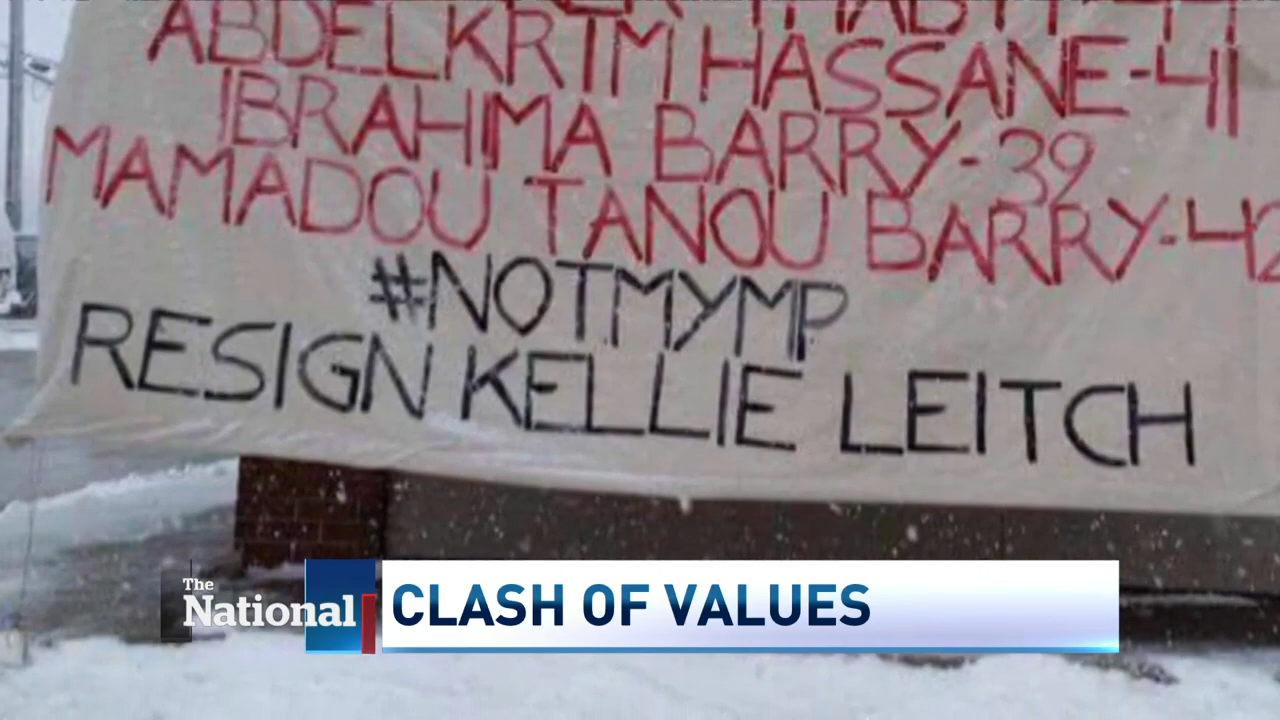 ABDELKRIM HASSANE-41
IBRAHIMA BARRY-39
MAMADOU TANOU BARRY-42
#NOTMYMP
RESIGN KELLIE LEITCH
The
National
CLASH OF VALUES